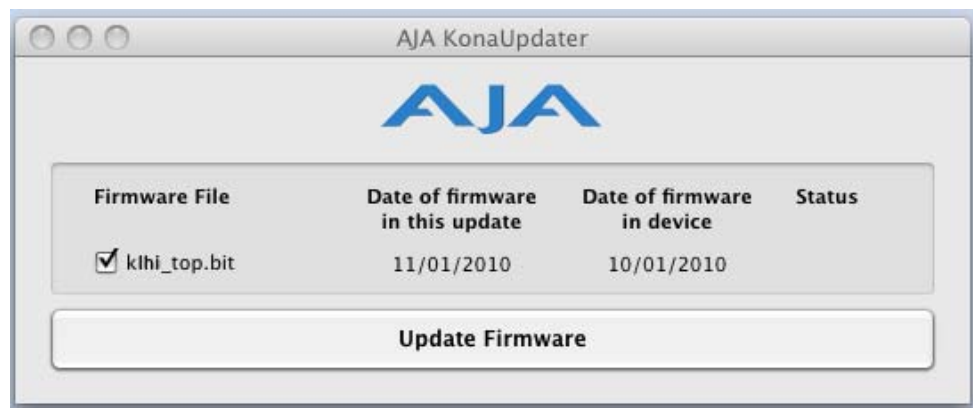 AJA KonaUpdater
AJA
Firmware File
Date of firmware
in this update
Date of firmware
in device
Status
klhi_top.bit
11/01/2010
10/01/2010
Update Firmware